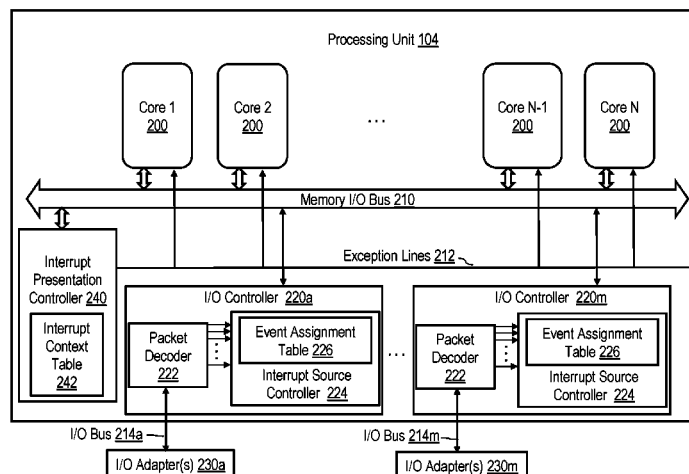 Processing Unit 104
Core 1
200
Core 2
200
...
Core N-1
200
Core N
200
Memory I/O Bus 210
Exception Lines 212
Interrupt
Presentation
Controller 240
Interrupt
Context
Table
242
I/O Controller 220a
Packet
Decoder
222
Event Assignment
Table 226
Interrupt Source
Controller 224
...
I/O Controller 220m
Packet
Decoder
222
Event Assignment
Table 226
Interrupt Source
Controller 224
I/O Bus 214a
I/O Bus 214m
I/O Adapter(s) 230a
I/O Adapter(s) 230m